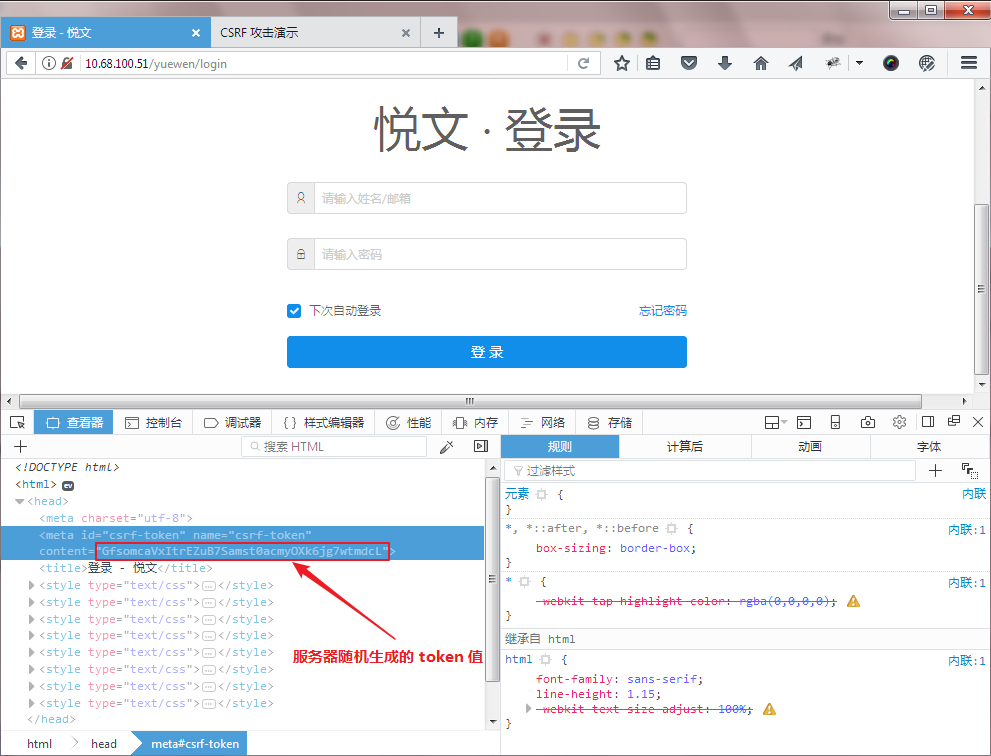 登录 - 悦文
CSRF 攻击演示
10.68.100.51/yuewen/login
悦文 · 登录
请输入姓名/邮箱
请输入密码
下次自动登录
忘记密码
登 录
查看器
控制台
调试器
{} 样式编辑器
性能
内存
网络
存储
搜索 HTML
<!DOCTYPE html>
<html> ev
<head>
<meta charset="utf-8">
<meta id="csrf-token" name="csrf-token"
content="GfsomcaVxItrEZuB7Samst0acmyOXk6jg7wtmdcL">
<title>登录 - 悦文</title>
<style type="text/css">…</style>
<style type="text/css">…</style>
<style type="text/css">…</style>
<style type="text/css">…</style>
<style type="text/css">…</style>
<style type="text/css">…</style>
<style type="text/css">…</style>
<style type="text/css">…</style>
</head>
服务器随机生成的 token 值
html
head
meta#csrf-token
规则
计算后
动画
字体
过滤样式
元素 {
内联
}
*, *::after, *::before {
内联:1
box-sizing: border-box;
}
* {
内联:1
-webkit-tap-highlight-color: rgba(0,0,0,0);
}
继承自 html
html {
内联:1
font-family: sans-serif;
line-height: 1.15;
-webkit-text-size-adjust: 100%;
}